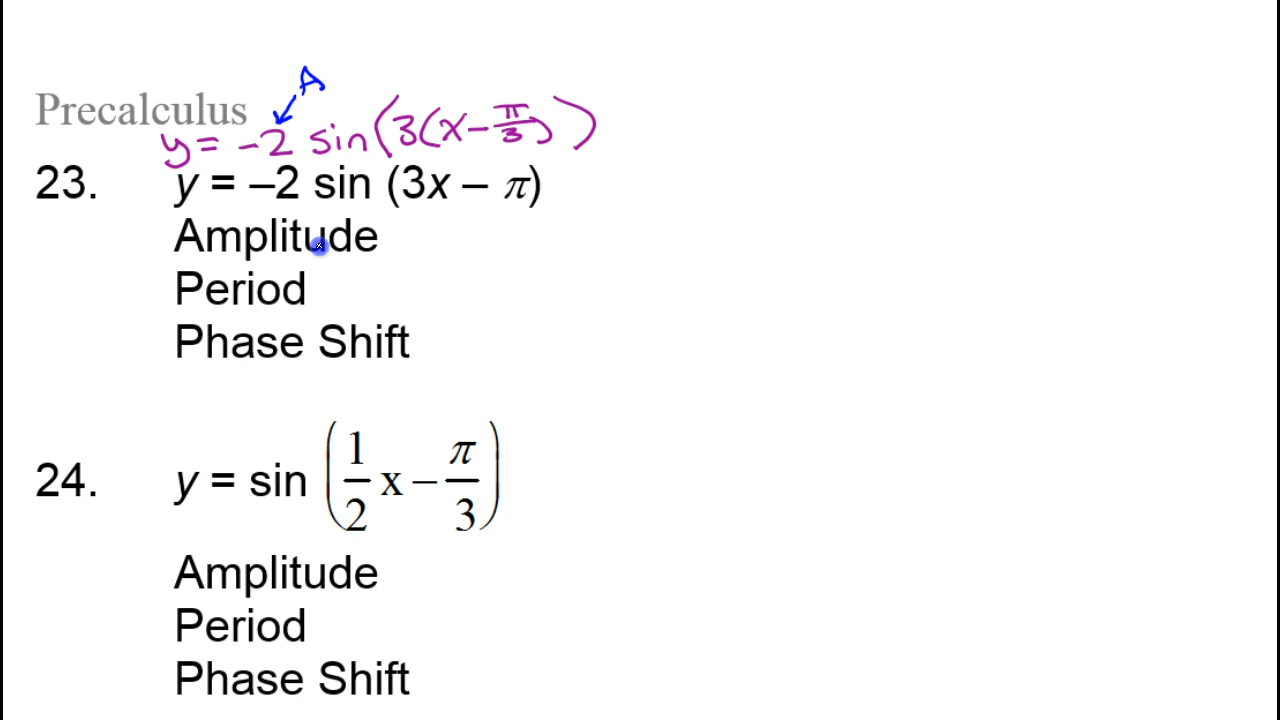 A
Precalculus
y = -2 sin(3(x-π/3))
23. y = –2 sin (3x – π)
Amplitude
Period
Phase Shift
24. y = sin (1/2 x – π/3)
Amplitude
Period
Phase Shift